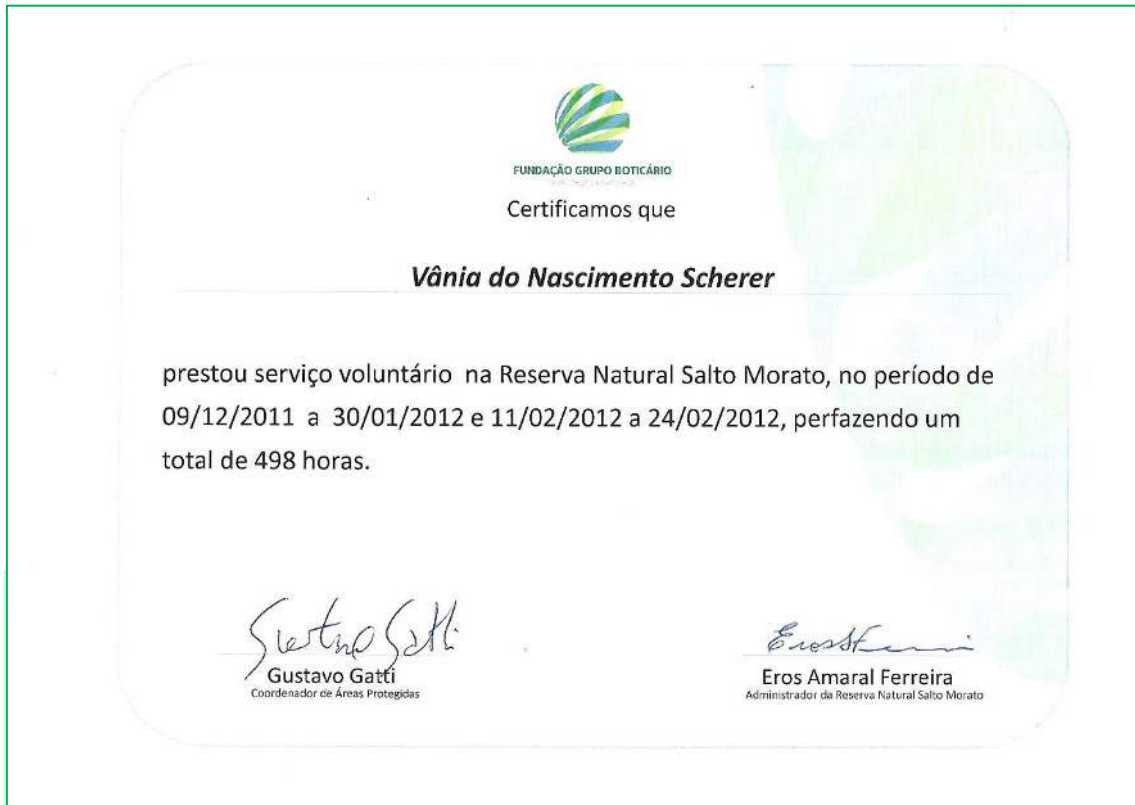 FUNDAÇÃO GRUPO BOTICÁRIO
Certificamos que
Vânia do Nascimento Scherer
prestou serviço voluntário na Reserva Natural Salto Morato, no período de
09/12/2011 a 30/01/2012 e 11/02/2012 a 24/02/2012, perfazendo um
total de 498 horas.
Gustavo Gatti
Gustavo Gatti
Coordenador de Áreas Protegidas
Eros Amaral Ferreira
Administrador da Reserva Natural Salto Morato